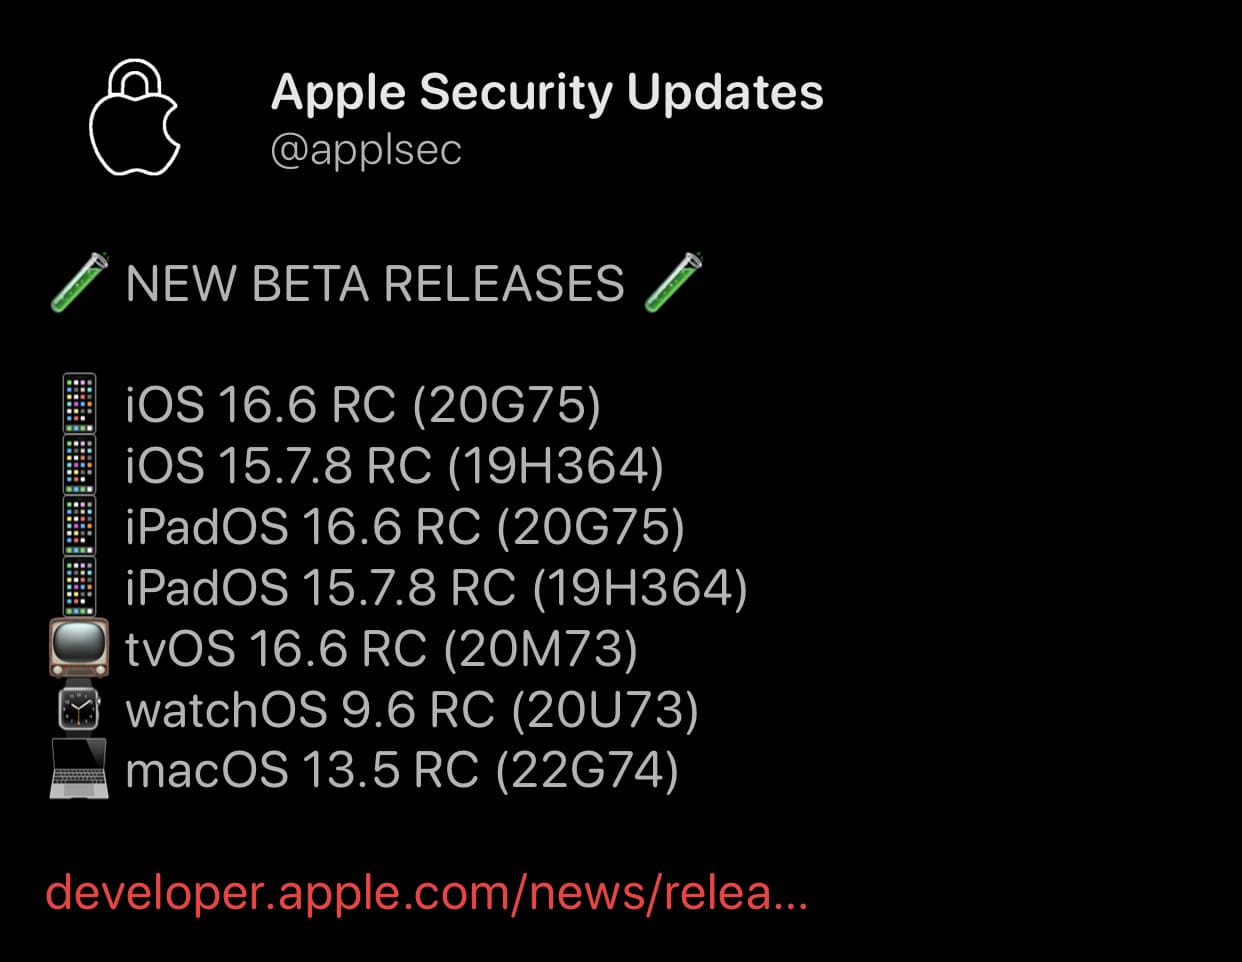 Apple Security Updates
@applsec
🧪 NEW BETA RELEASES 🧪
📱 iOS 16.6 RC (20G75)
📱 iOS 15.7.8 RC (19H364)
📱 iPadOS 16.6 RC (20G75)
📱 iPadOS 15.7.8 RC (19H364)
📺 tvOS 16.6 RC (20M73)
⌚ watchOS 9.6 RC (20U73)
💻 macOS 13.5 RC (22G74)
developer.apple.com/news/relea...